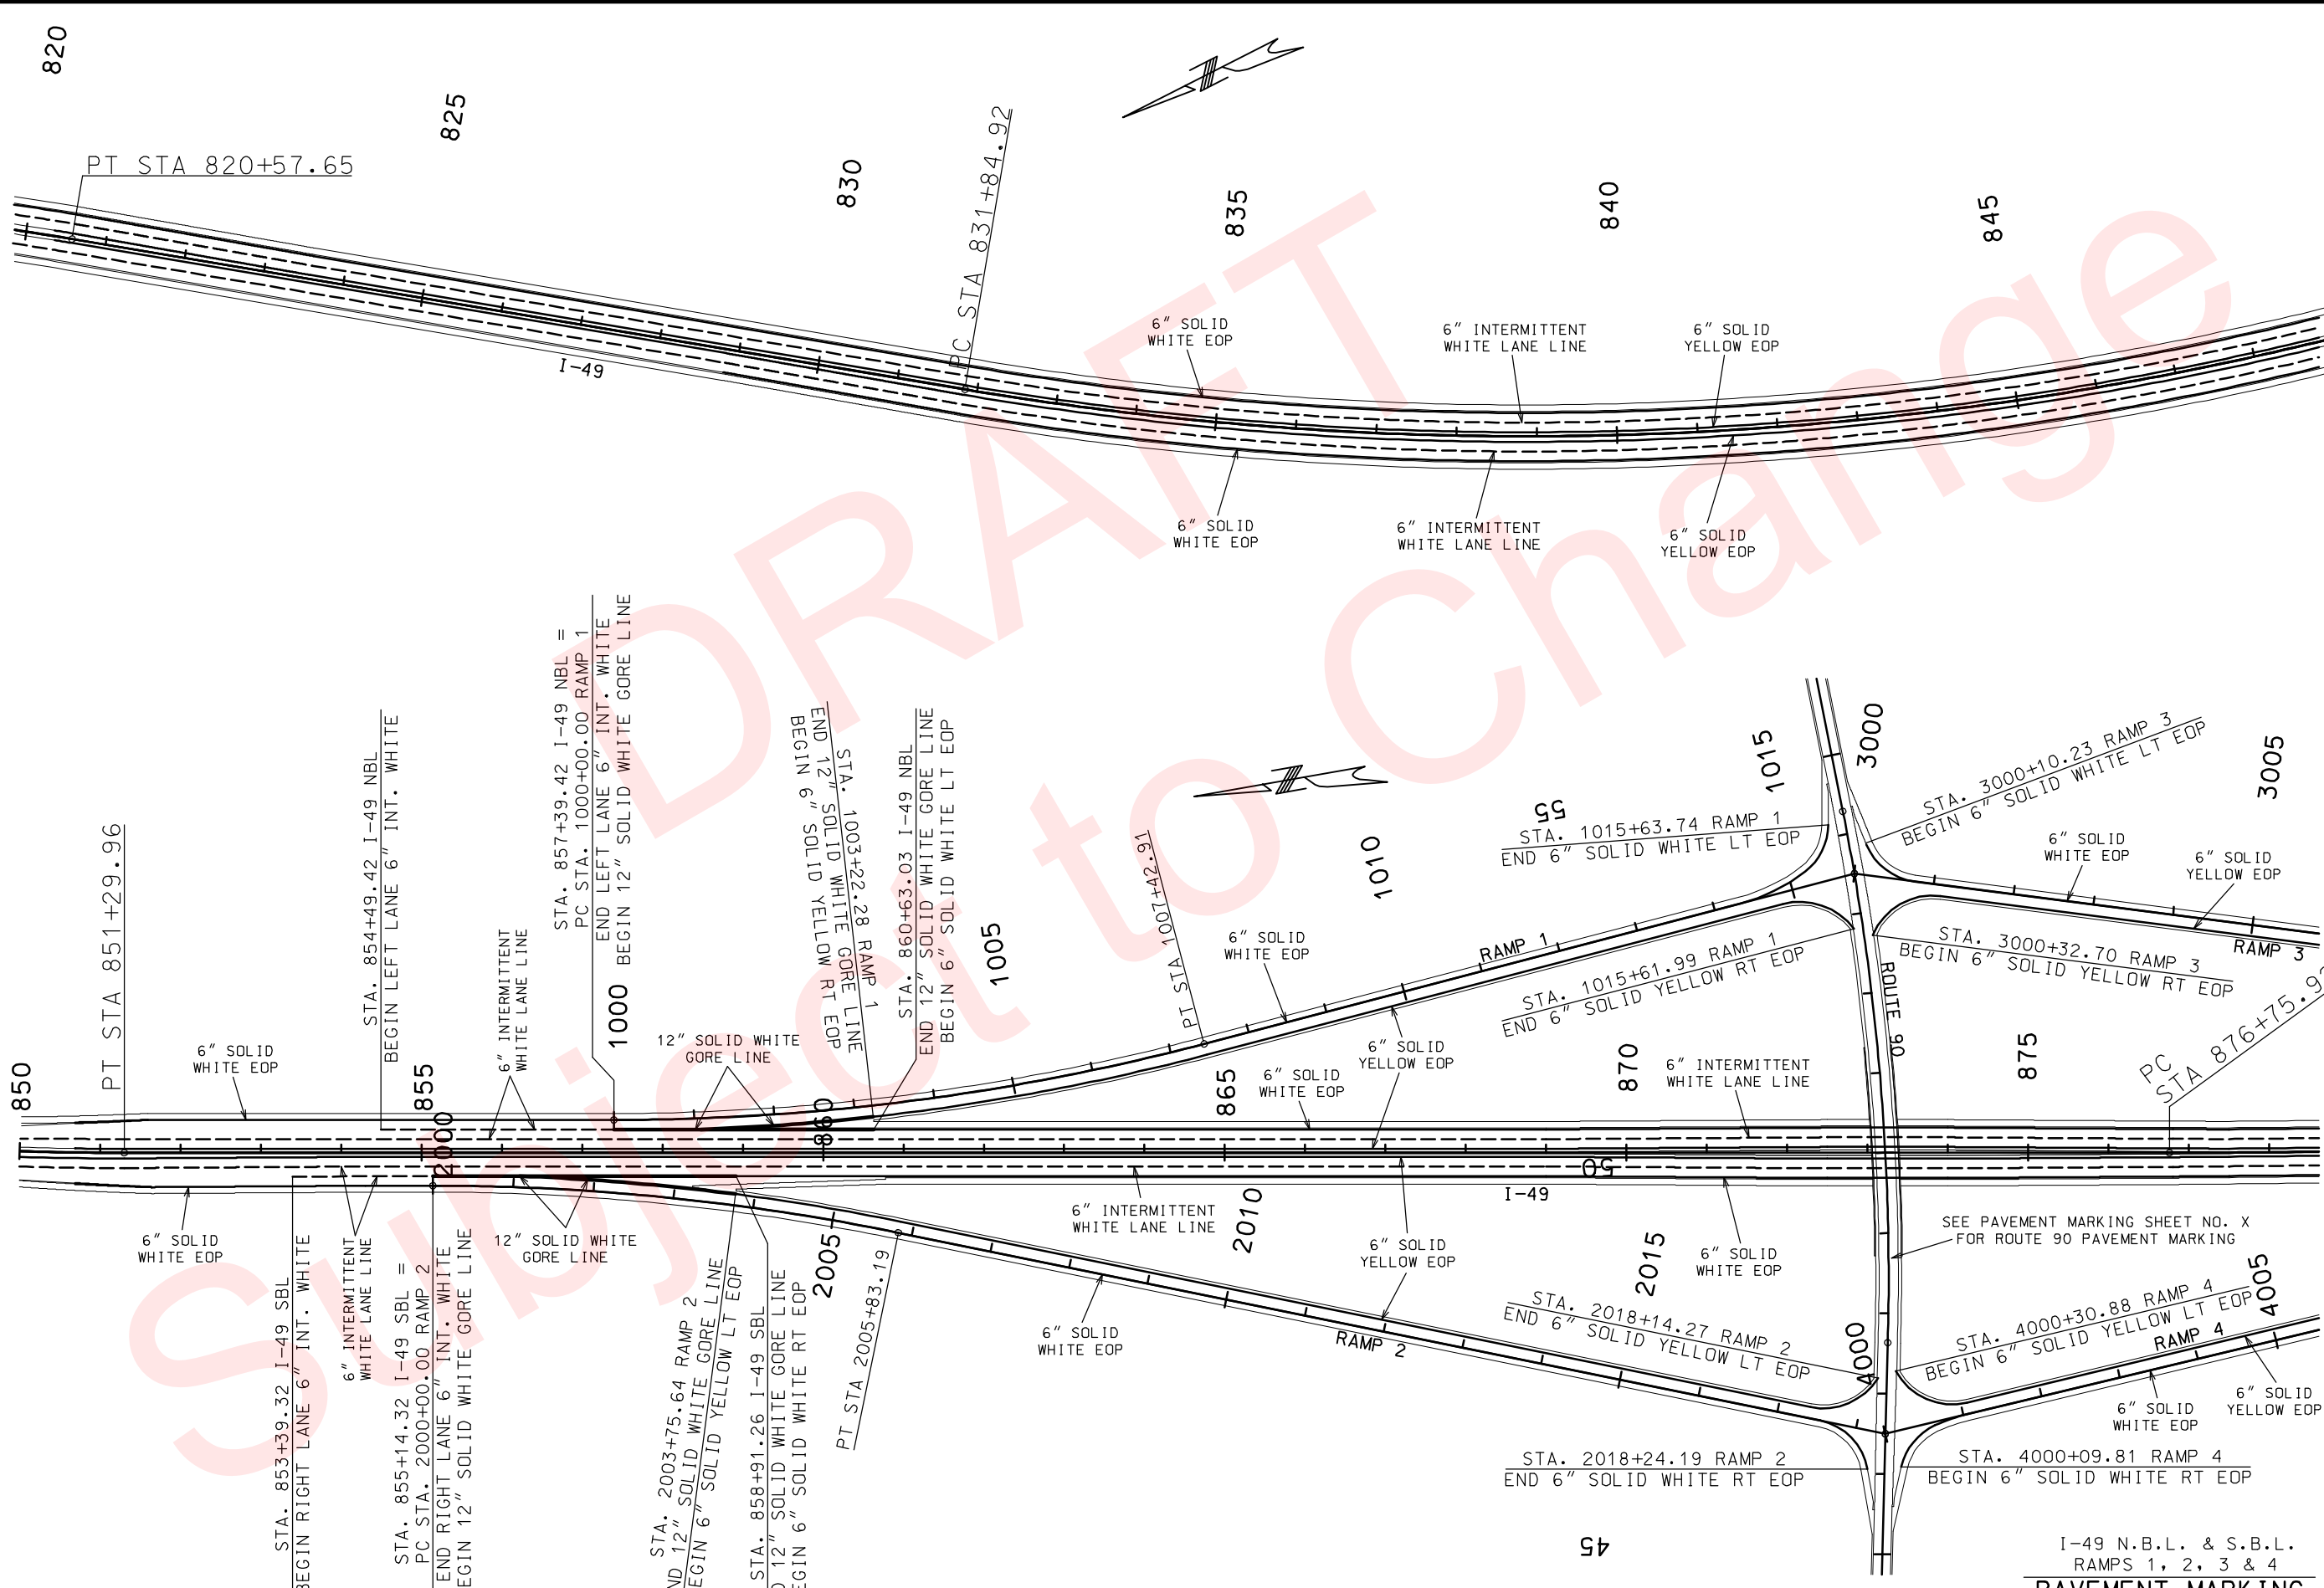 820
825
830
835
840
845
PT STA 820+57.65
PC STA 831+84.92
I-49
6" SOLID
WHITE EOP
6" INTERMITTENT
WHITE LANE LINE
6" SOLID
YELLOW EOP
6" SOLID
WHITE EOP
6" INTERMITTENT
WHITE LANE LINE
6" SOLID
YELLOW EOP
DRAFT
Subject to Change
850
PT STA 851+29.96
6" SOLID
WHITE EOP
STA. 854+49.42 I-49 NBL
BEGIN LEFT LANE 6" INT. WHITE
855
6" INTERMITTENT
WHITE LANE LINE
STA. 857+39.42 I-49 NBL =
PC STA. 1000+00.00 RAMP 1
END LEFT LANE 6" INT. WHITE
BEGIN 12" SOLID WHITE GORE LINE
1000
12" SOLID WHITE
GORE LINE
STA. 1003+22.28 RAMP 1
END 12" SOLID WHITE GORE LINE
BEGIN 6" SOLID YELLOW RT EOP
860
STA. 860+63.03 I-49 NBL
END 12" SOLID WHITE GORE LINE
BEGIN 6" SOLID WHITE LT EOP
1005
PT STA 1007+42.91
6" SOLID
WHITE EOP
865
6" SOLID
WHITE EOP
6" SOLID
YELLOW EOP
1010
RAMP 1
55
STA. 1015+63.74 RAMP 1
END 6" SOLID WHITE LT EOP
STA. 1015+61.99 RAMP 1
END 6" SOLID YELLOW RT EOP
870
6" INTERMITTENT
WHITE LANE LINE
1015
3000
STA. 3000+10.23 RAMP 3
BEGIN 6" SOLID WHITE LT EOP
6" SOLID
WHITE EOP
6" SOLID
YELLOW EOP
3005
STA. 3000+32.70 RAMP 3
BEGIN 6" SOLID YELLOW RT EOP
RAMP 3
ROUTE 90
875
PC
STA 876+75.9
50
I-49
2000
6" SOLID
WHITE EOP
STA. 853+39.32 I-49 SBL
BEGIN RIGHT LANE 6" INT. WHITE
6" INTERMITTENT
WHITE LANE LINE
STA. 855+14.32 I-49 SBL =
PC STA. 2000+00.00 RAMP 2
END RIGHT LANE 6" INT. WHITE
EGIN 12" SOLID WHITE GORE LINE
12" SOLID WHITE
GORE LINE
STA. 2003+75.64 RAMP 2
ND 12" SOLID WHITE GORE LINE
EGIN 6" SOLID YELLOW LT EOP
STA. 858+91.26 I-49 SBL
D 12" SOLID WHITE GORE LINE
EGIN 6" SOLID WHITE RT EOP
2005
PT STA 2005+83.19
6" INTERMITTENT
WHITE LANE LINE
6" SOLID
WHITE EOP
2010
6" SOLID
YELLOW EOP
RAMP 2
STA. 2018+14.27 RAMP 2
END 6" SOLID YELLOW LT EOP
2015
6" SOLID
WHITE EOP
SEE PAVEMENT MARKING SHEET NO. X
FOR ROUTE 90 PAVEMENT MARKING
4000
STA. 4000+30.88 RAMP 4
BEGIN 6" SOLID YELLOW LT EOP
RAMP 4
4005
6" SOLID
WHITE EOP
6" SOLID
YELLOW EOP
STA. 2018+24.19 RAMP 2
END 6" SOLID WHITE RT EOP
STA. 4000+09.81 RAMP 4
BEGIN 6" SOLID WHITE RT EOP
45
I-49 N.B.L. & S.B.L.
RAMPS 1, 2, 3 & 4
PAVEMENT MARKING